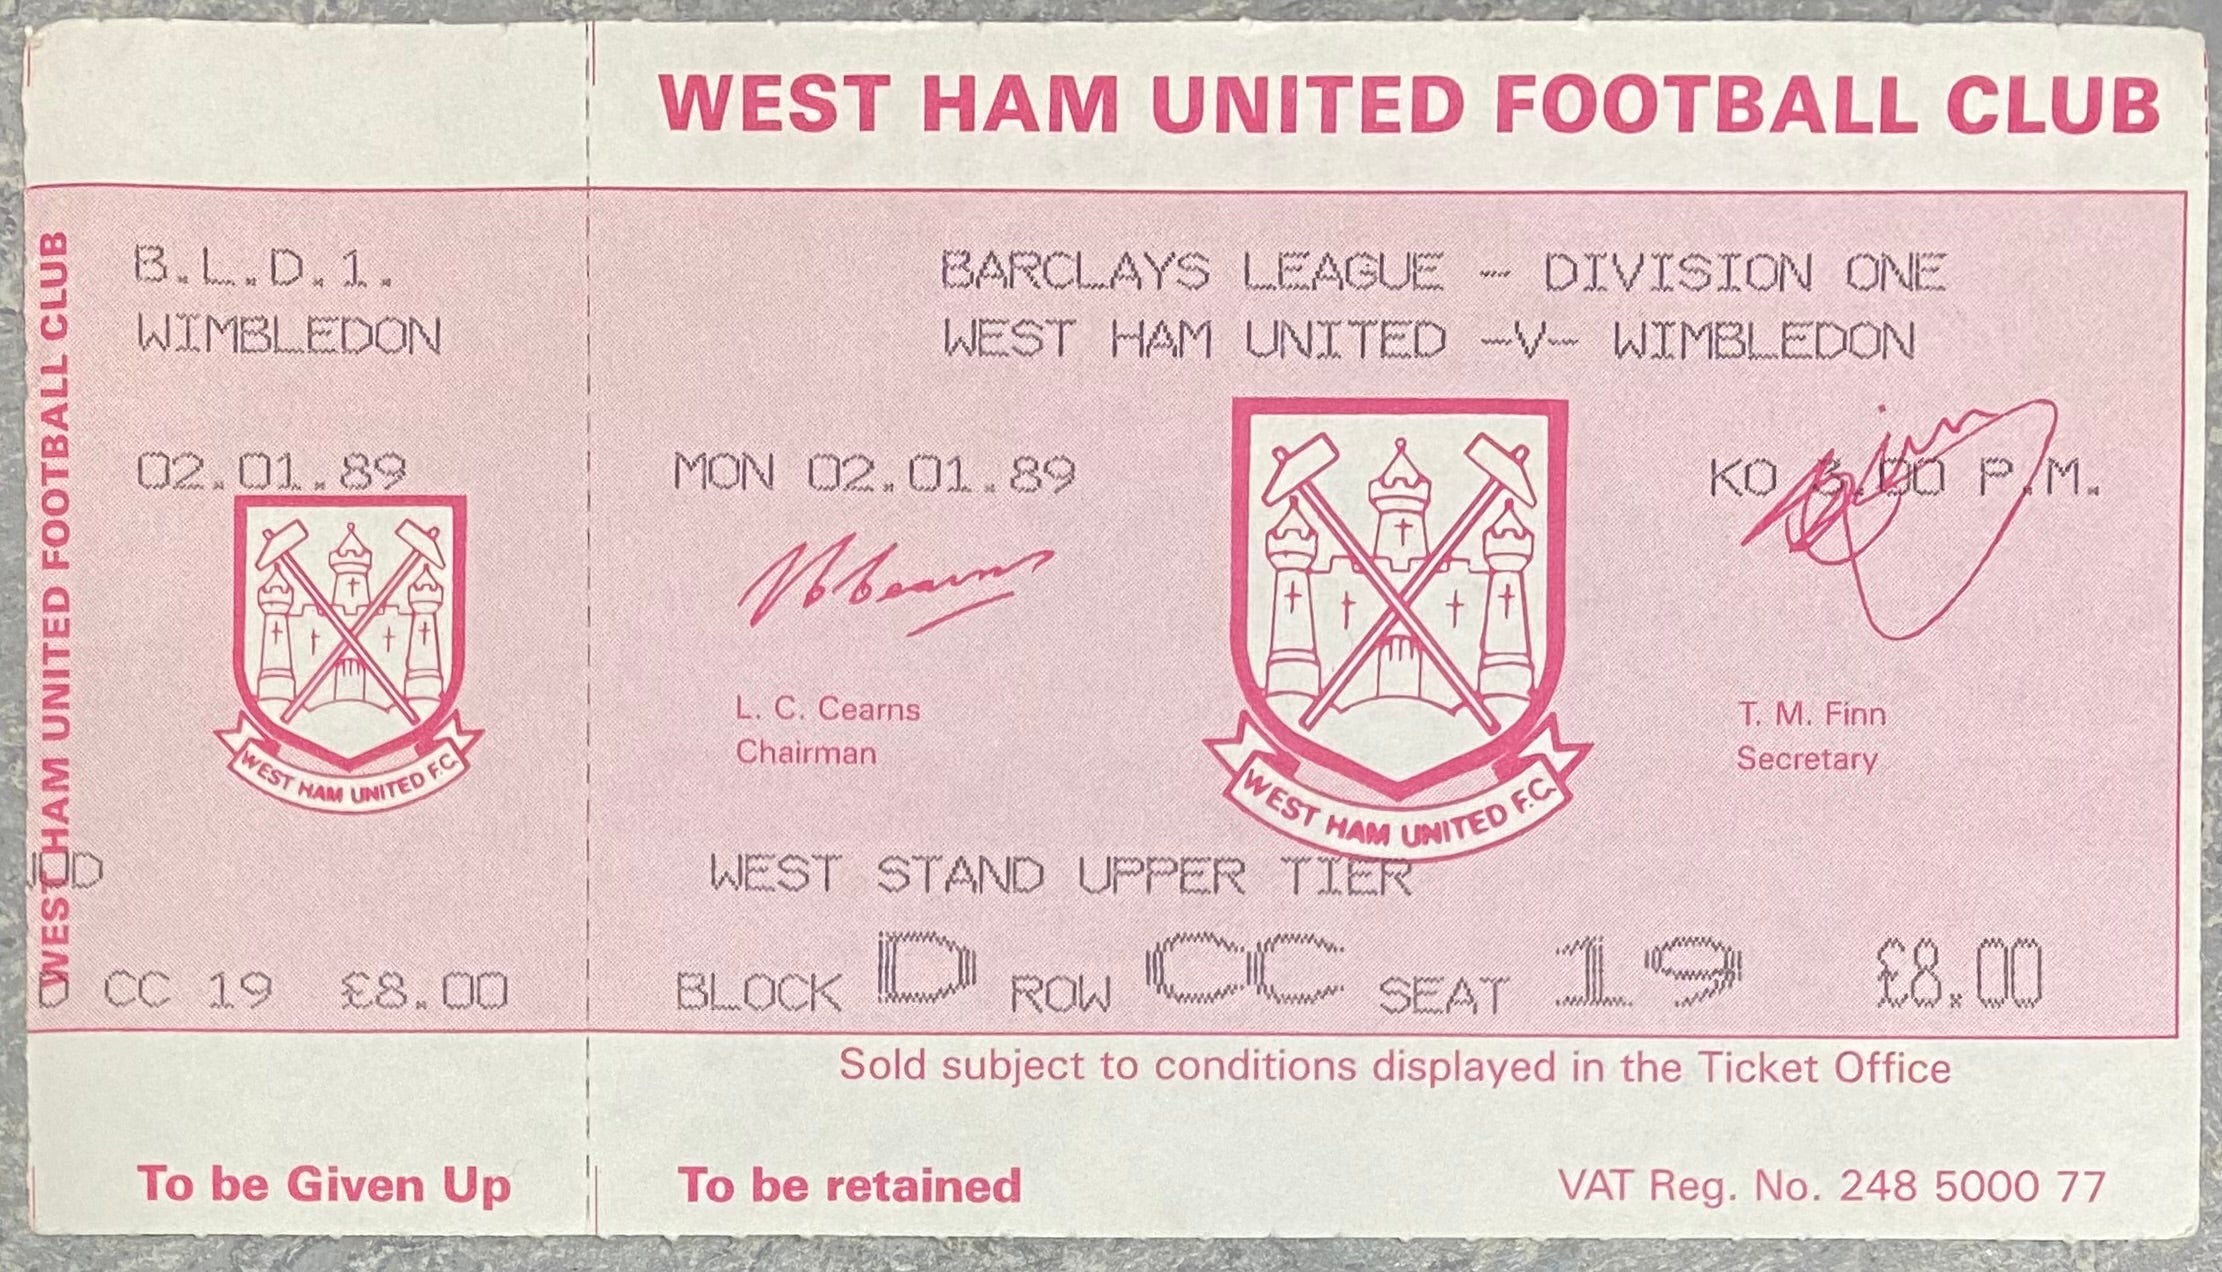 WEST HAM UNITED FOOTBALL CLUB
WEST HAM UNITED FOOTBALL CLUB
B.L.D.1.
WIMBLEDON
02.01.89
WEST HAM UNITED F.C.
D CC 19 £8.00
To be Given Up
BARCLAYS LEAGUE - DIVISION ONE
WEST HAM UNITED -V- WIMBLEDON
MON 02.01.89
KO 3.00 P.M.
L. C. Cearns
Chairman
WEST HAM UNITED F.C.
T. M. Finn
Secretary
WEST STAND UPPER TIER
BLOCK D ROW CC SEAT 19 £8.00
Sold subject to conditions displayed in the Ticket Office
To be retained
VAT Reg. No. 248 5000 77